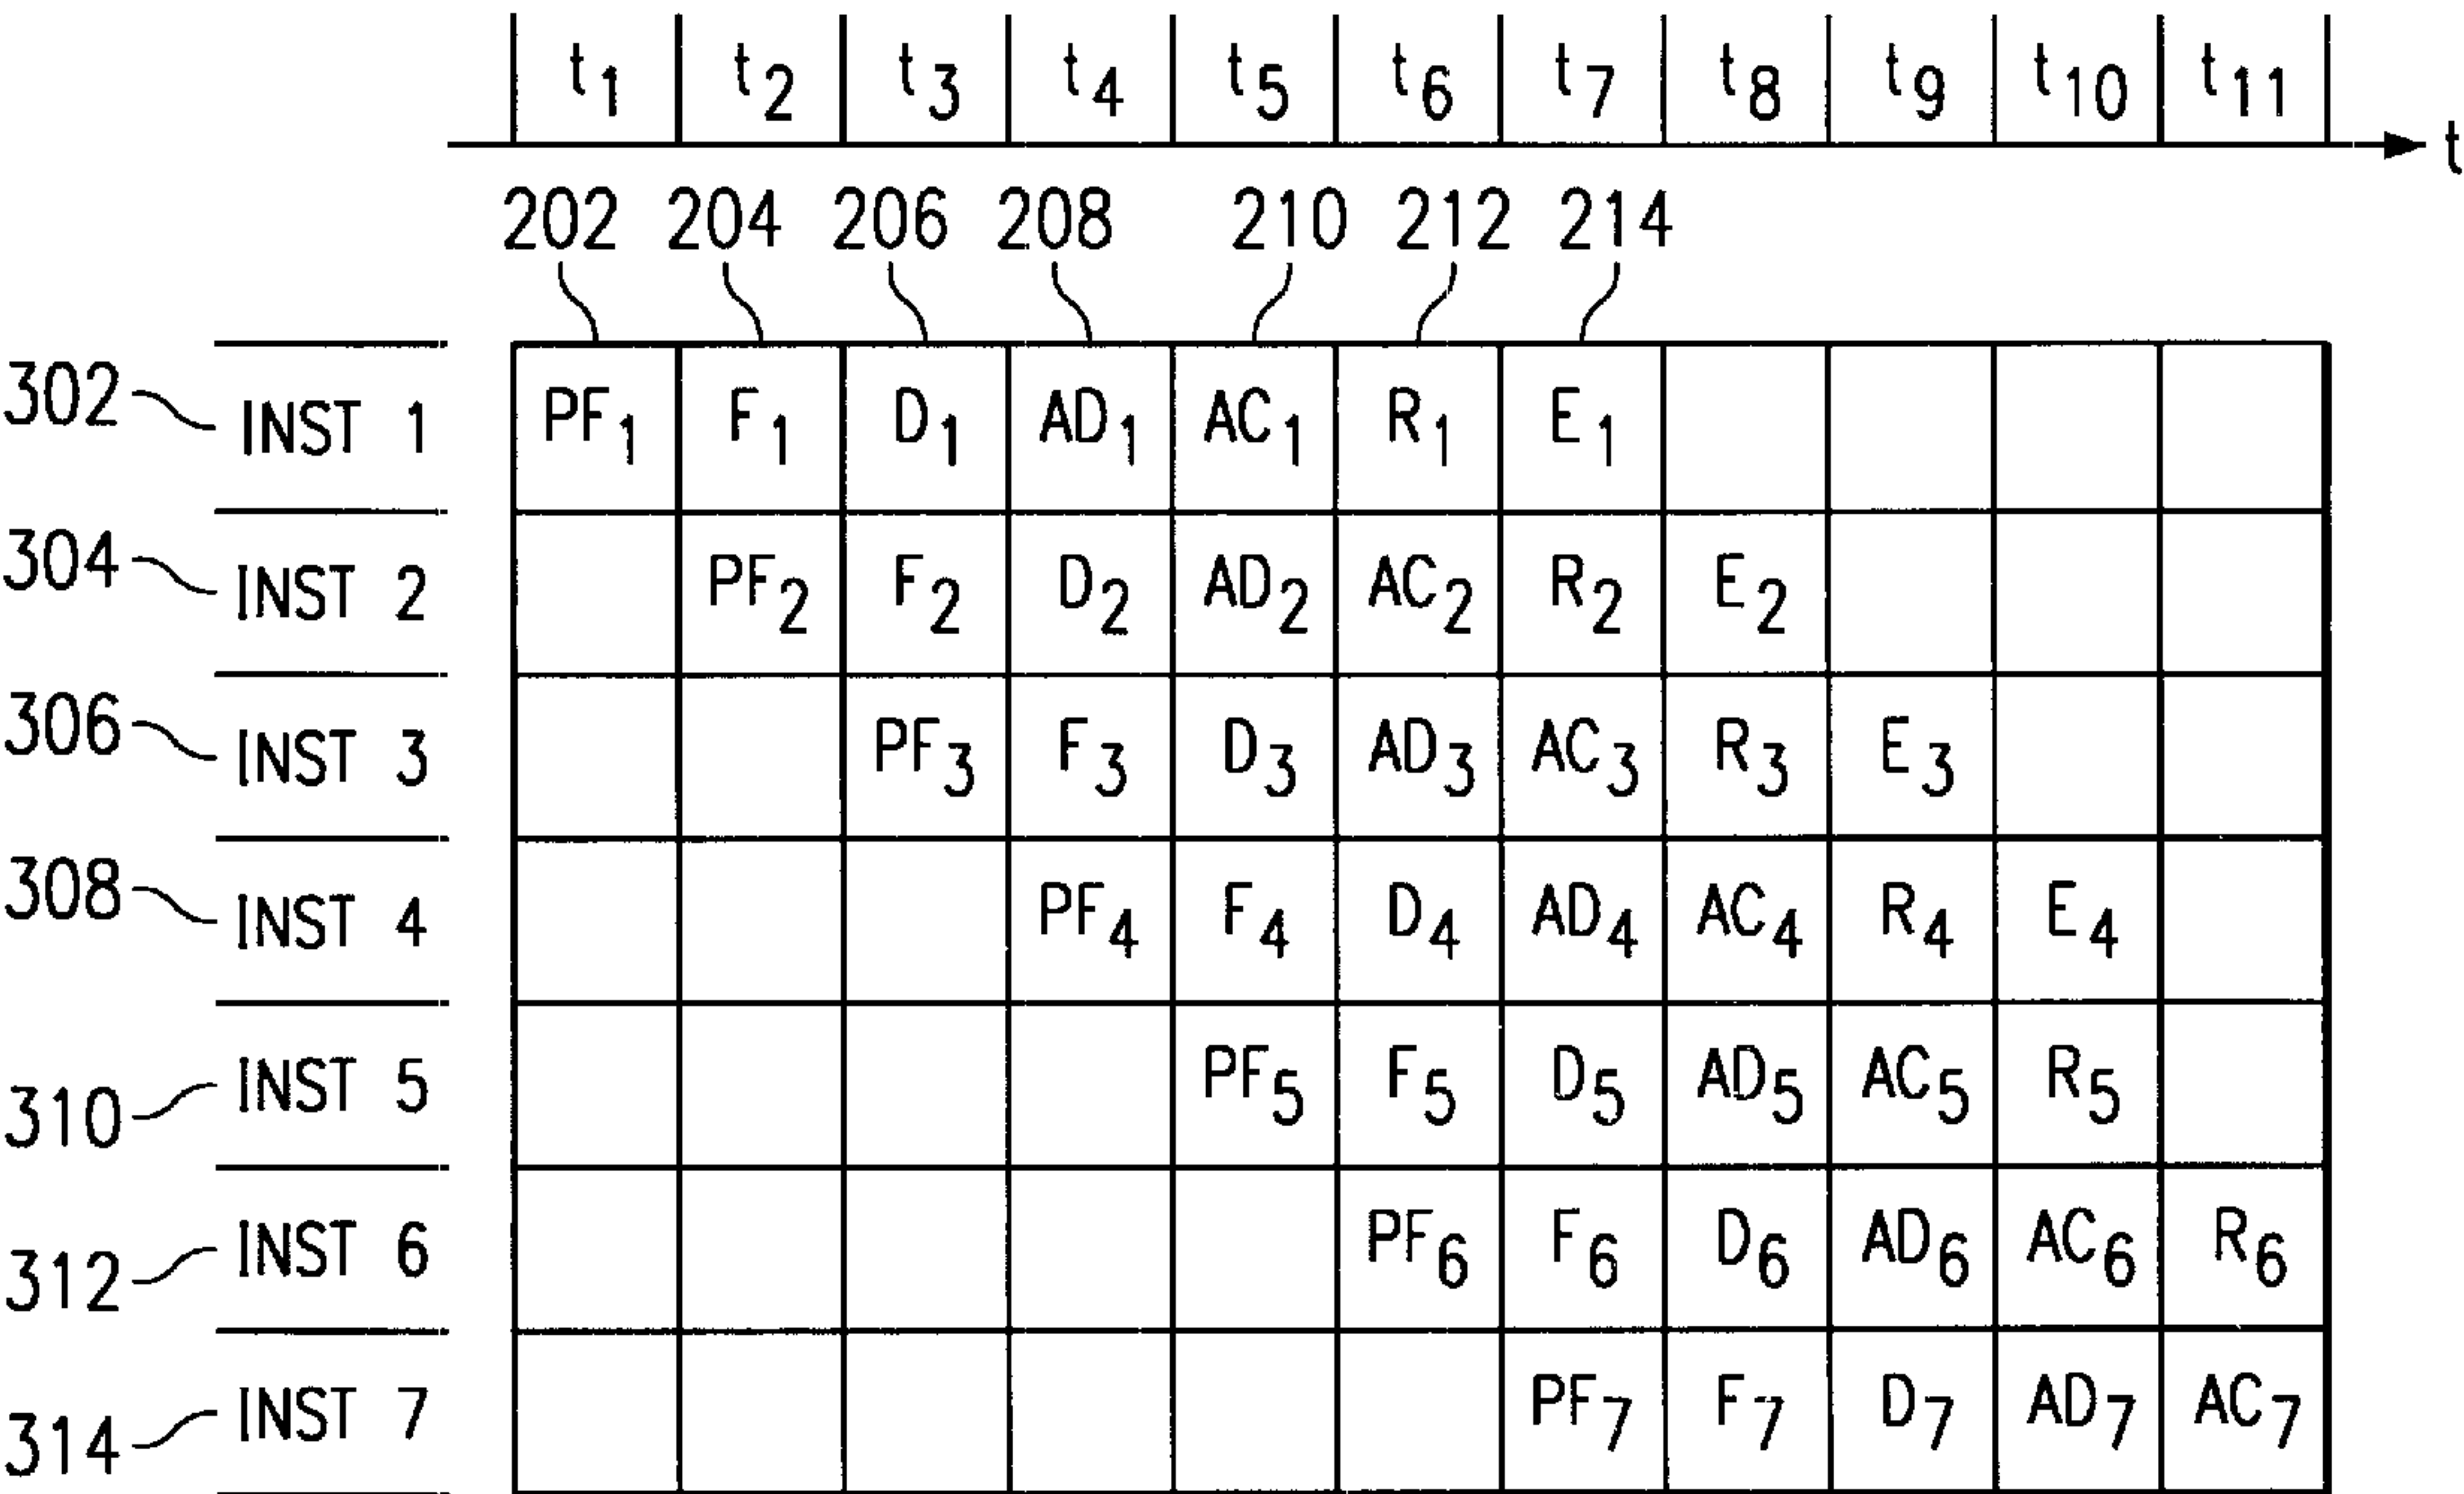 t1 t2 t3 t4 t5 t6 t7 t8 t9 t10 t11
t
202 204 206 208 210 212 214
302 INST 1 PF1 F1 D1 AD1 AC1 R1 E1
304 INST 2 PF2 F2 D2 AD2 AC2 R2 E2
306 INST 3 PF3 F3 D3 AD3 AC3 R3 E3
308 INST 4 PF4 F4 D4 AD4 AC4 R4 E4
310 INST 5 PF5 F5 D5 AD5 AC5 R5
312 INST 6 PF6 F6 D6 AD6 AC6 R6
314 INST 7 PF7 F7 D7 AD7 AC7